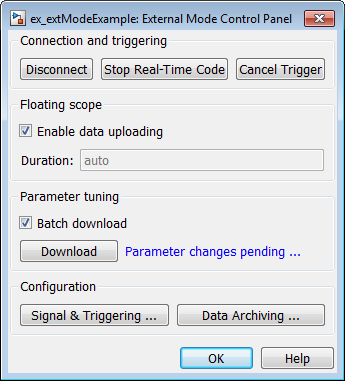 ex_extModeExample: External Mode Control Panel
Connection and triggering
Disconnect Stop Real-Time Code Cancel Trigger
Floating scope
Enable data uploading
Duration: auto
Parameter tuning
Batch download
Download Parameter changes pending ...
Configuration
Signal & Triggering ... Data Archiving ...
OK Help